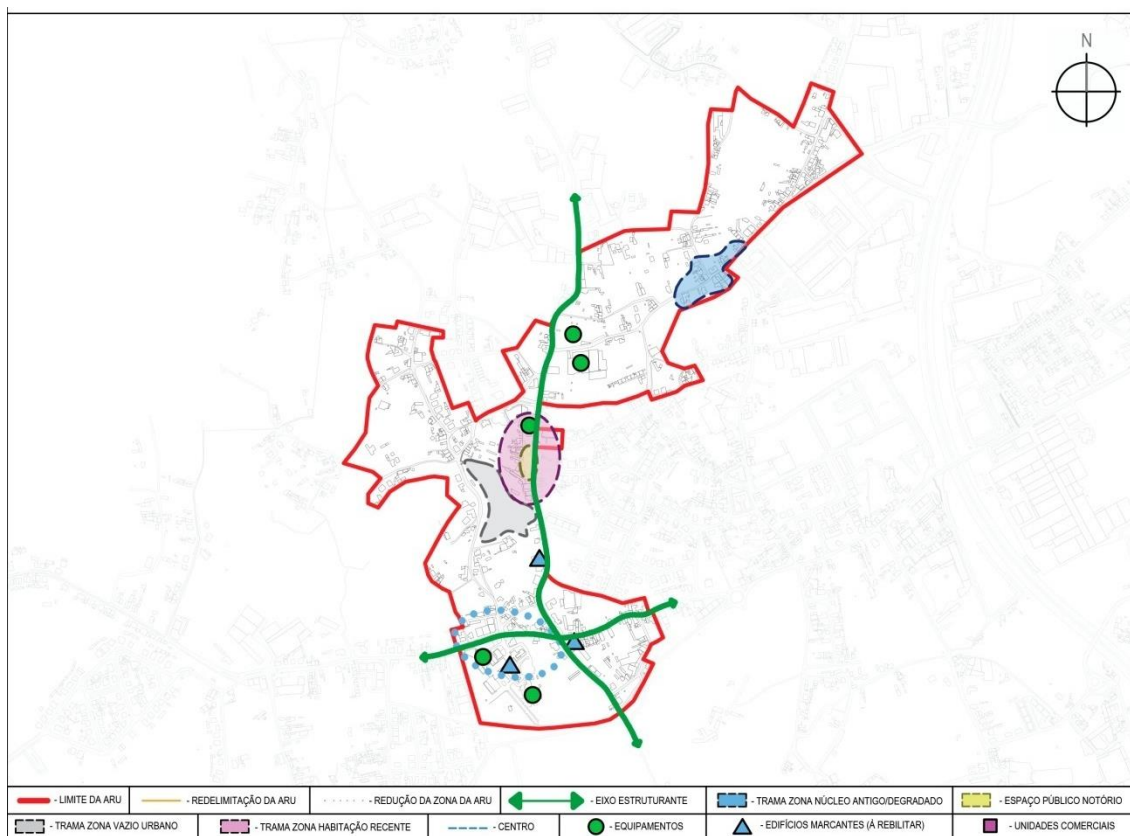 N
- LIMITE DA ARU
- REDELIMITAÇÃO DA ARU
- REDUÇÃO DA ZONA DA ARU
- EIXO ESTRUTURANTE
- TRAMA ZONA NÚCLEO ANTIGO/DEGRADADO
- ESPAÇO PÚBLICO NOTÓRIO
- TRAMA ZONA VAZIO URBANO
- TRAMA ZONA HABITAÇÃO RECENTE
- CENTRO
- EQUIPAMENTOS
- EDIFÍCIOS MARCANTES (Á REBILITAR)
- UNIDADES COMERCIAIS